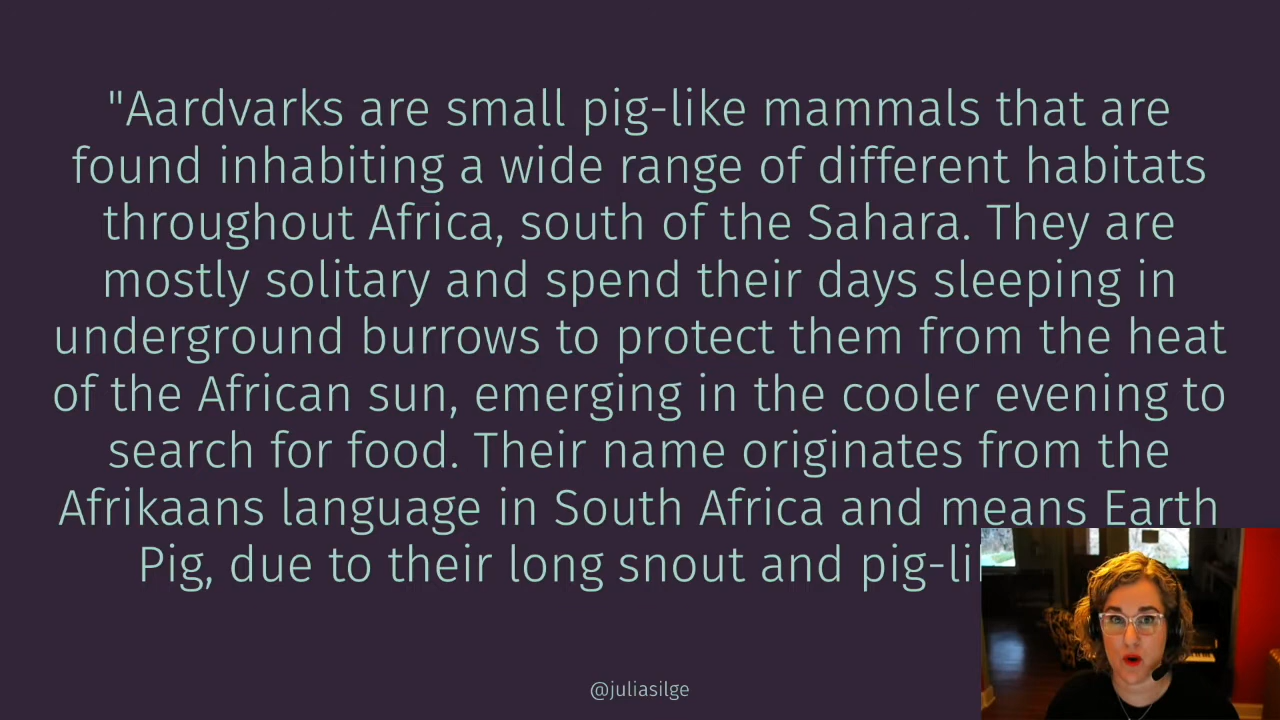 "Aardvarks are small pig-like mammals that are
found inhabiting a wide range of different habitats
throughout Africa, south of the Sahara. They are
mostly solitary and spend their days sleeping in
underground burrows to protect them from the heat
of the African sun, emerging in the cooler evening to
search for food. Their name originates from the
Afrikaans language in South Africa and means Earth
Pig, due to their long snout and
@juliasilge